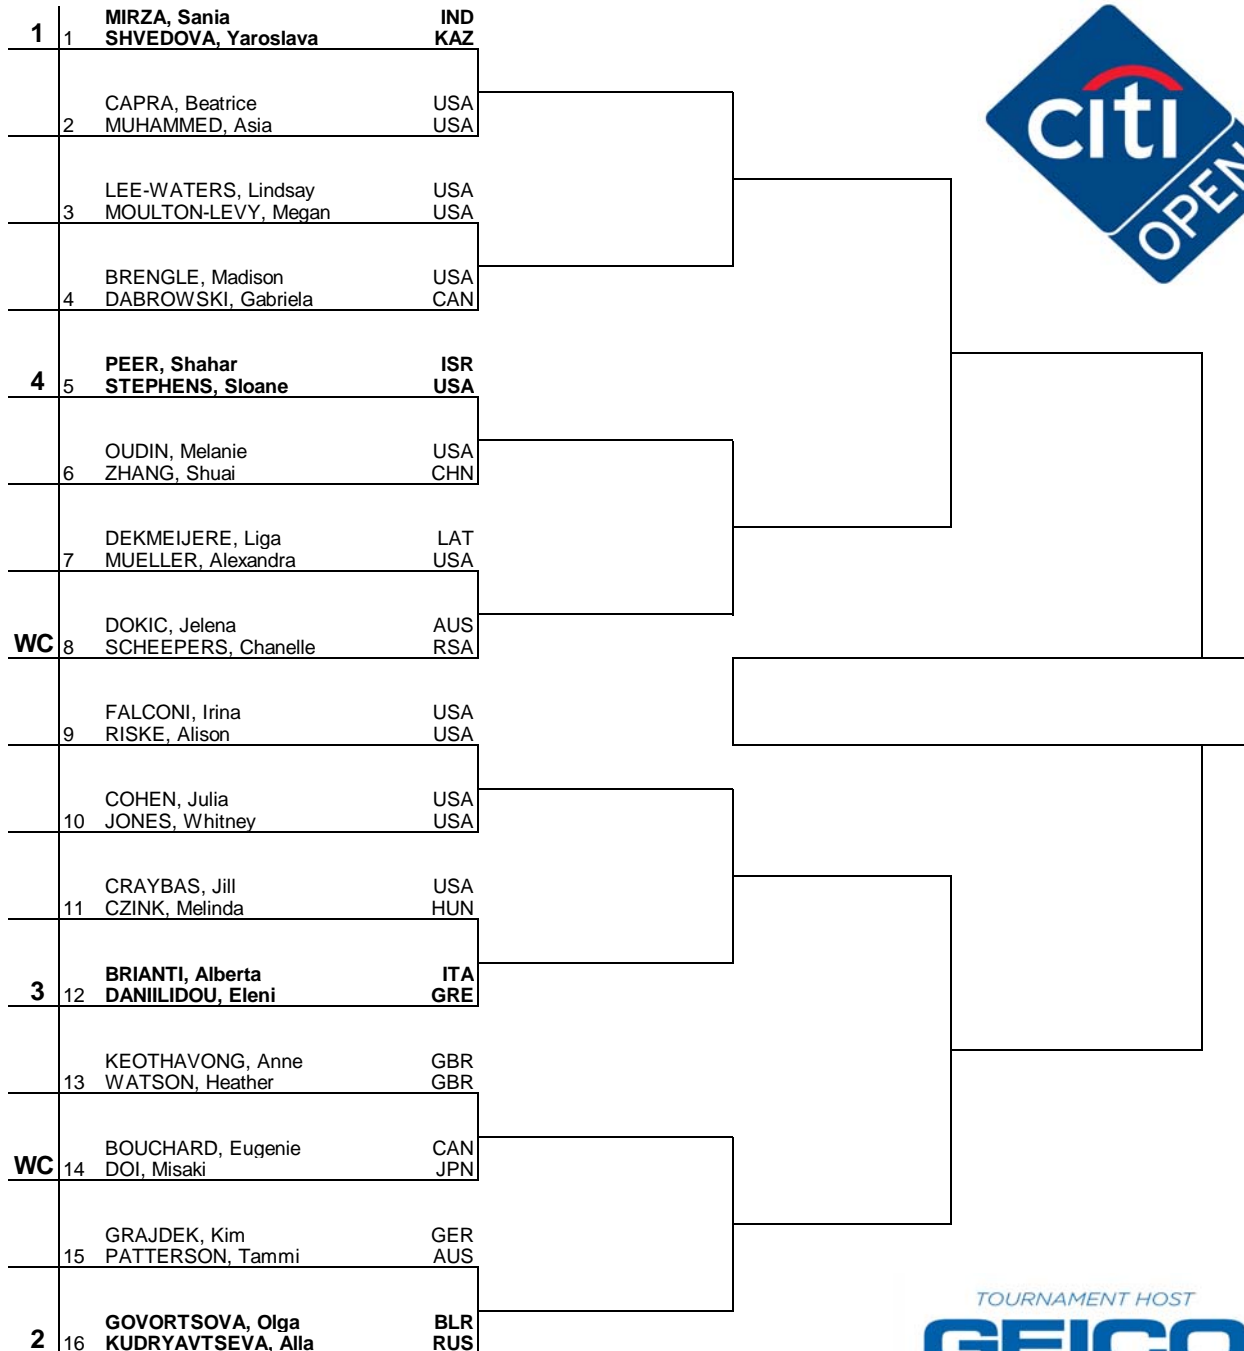 MIRZA, Sania IND
1 1 SHVEDOVA, Yaroslava KAZ
CAPRA, Beatrice USA
2 MUHAMMED, Asia USA
LEE-WATERS, Lindsay USA
3 MOULTON-LEVY, Megan USA
BRENGLE, Madison USA
4 DABROWSKI, Gabriela CAN
PEER, Shahar ISR
4 5 STEPHENS, Sloane USA
OUDIN, Melanie USA
6 ZHANG, Shuai CHN
DEKMEIJERE, Liga LAT
7 MUELLER, Alexandra USA
DOKIC, Jelena AUS
WC 8 SCHEEPERS, Chanelle RSA
FALCONI, Irina USA
9 RISKE, Alison USA
COHEN, Julia USA
10 JONES, Whitney USA
CRAYBAS, Jill USA
11 CZINK, Melinda HUN
BRIANTI, Alberta ITA
3 12 DANIILIDOU, Eleni GRE
KEOTHAVONG, Anne GBR
13 WATSON, Heather GBR
BOUCHARD, Eugenie CAN
WC 14 DOI, Misaki JPN
GRAJDEK, Kim GER
15 PATTERSON, Tammi AUS
GOVORTSOVA, Olga BLR
2 16 KUDRYAVTSEVA, Alla RUS
citi
OPEN
TOURNAMENT HOST
GEICO